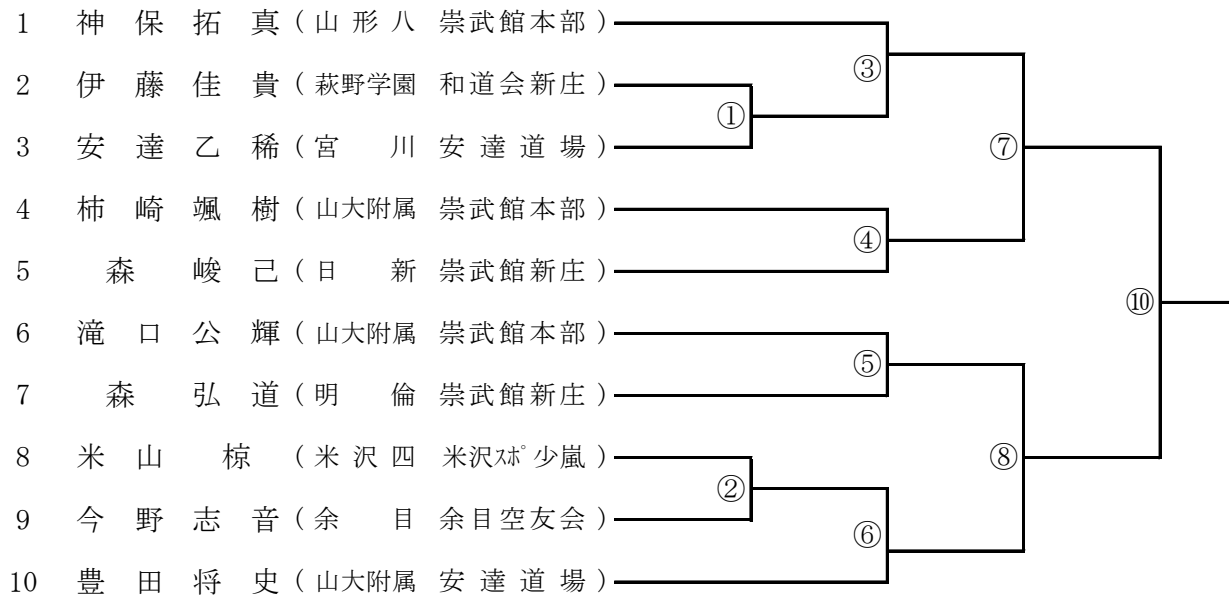 1 神保拓真(山形八 崇武館本部)
③
2 伊藤佳貴(萩野学園 和道会新庄)
①
3 安達乙稀(宮川 安達道場)
⑦
4 柿崎颯樹(山大附属 崇武館本部)
④
5 森峻己(日新 崇武館新庄)
⑩
6 滝口公輝(山大附属 崇武館本部)
⑤
7 森弘道(明倫 崇武館新庄)
8 米山椋(米沢四 米沢ｽﾎﾟ少嵐)
⑧
②
9 今野志音(余目 余目空友会)
⑥
10 豊田将史(山大附属 安達道場)